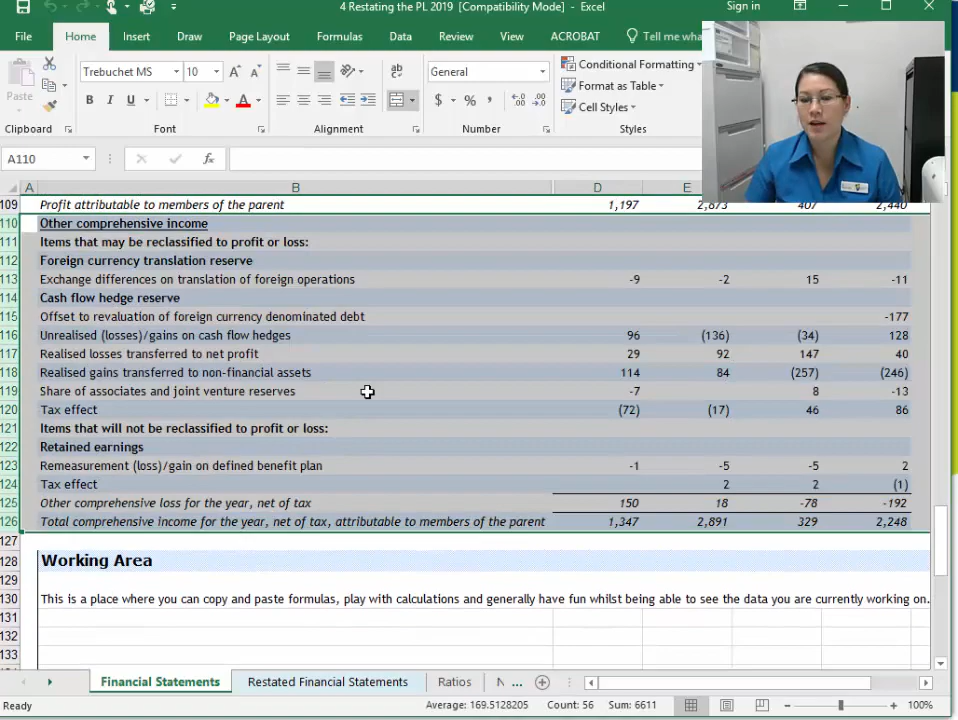 4 Restating the PL 2019 [Compatibility Mode] - Excel
Sign in
File Home Insert Draw Page Layout Formulas Data Review View ACROBAT Tell me
Paste
Trebuchet MS 10 A A
B I U A
ab c
General
$ % , .00 .0
Conditional Formatting
Format as Table
Cell Styles
Clipboard Font Alignment Number Styles
A110 fx
A B D E
109 Profit attributable to members of the parent 1,197 2,873 407 2,440
110 Other comprehensive income
111 Items that may be reclassified to profit or loss:
112 Foreign currency translation reserve
113 Exchange differences on translation of foreign operations -9 -2 15 -11
114 Cash flow hedge reserve
115 Offset to revaluation of foreign currency denominated debt -177
116 Unrealised (losses)/gains on cash flow hedges 96 (136) (34) 128
117 Realised losses transferred to net profit 29 92 147 40
118 Realised gains transferred to non-financial assets 114 84 (257) (246)
119 Share of associates and joint venture reserves -7 8 -13
120 Tax effect (72) (17) 46 86
121 Items that will not be reclassified to profit or loss:
122 Retained earnings
123 Remeasurement (loss)/gain on defined benefit plan -1 -5 -5 2
124 Tax effect 2 2 (1)
125 Other comprehensive loss for the year, net of tax 150 18 -78 -192
126 Total comprehensive income for the year, net of tax, attributable to members of the parent 1,347 2,891 329 2,248
127
128 Working Area
129
130 This is a place where you can copy and paste formulas, play with calculations and generally have fun whilst being able to see the data you are currently working on.
131
132
133
Financial Statements Restated Financial Statements Ratios N ...
Ready Average: 169.5128205 Count: 56 Sum: 6611 100%